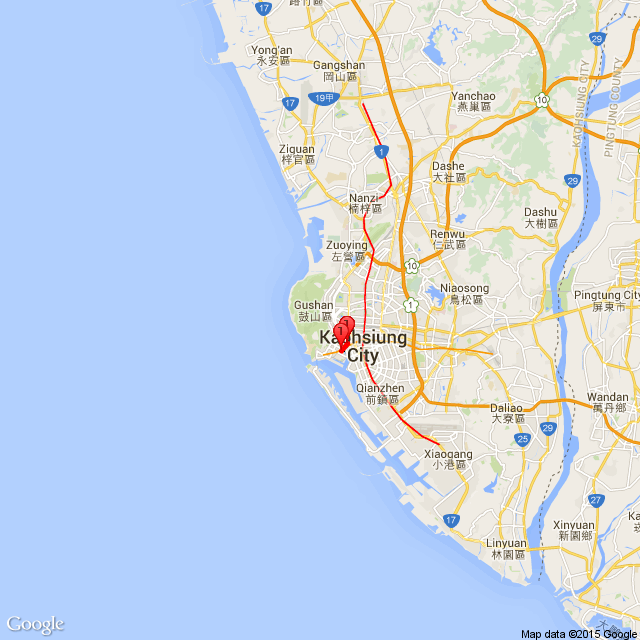 路竹區
28
Yong'an
永安區
Gangshan
岡山區
29
17
19甲
Yanchao
燕巢區
10
KAOHSIUNG CITY
PINGTUNG COUNTY
1
Ziquan
梓官區
Dashe
大社區
29
Nanzi
楠梓區
Dashu
大樹區
Zuoying
左營區
Renwu
仁武區
10
Niaosong
鳥松區
Pingtung City
屏東市
Gushan
鼓山區
1
1
1
Kaohsiung
City
Qianzhen
前鎮區
Daliao
大寮區
Wandan
萬丹鄉
29
25
Xiaogang
小港區
27
17
Xinyuan
新園鄉
Linyuan
林園區
Google
Map data ©2015 Google